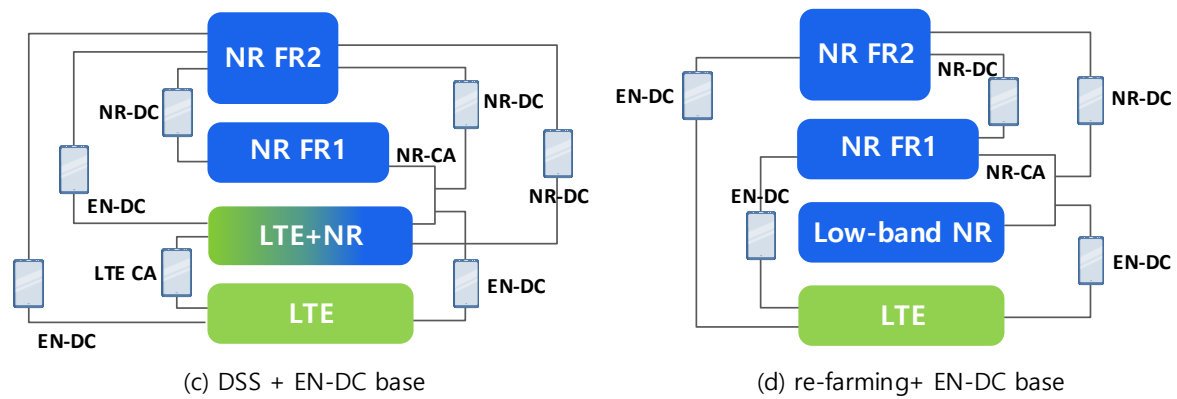 NR FR2
NR-DC
NR-DC
NR FR1
NR-CA
EN-DC
NR-DC
LTE+NR
LTE CA
EN-DC
LTE
EN-DC
(c) DSS + EN-DC base
NR FR2
NR-DC
EN-DC
NR-DC
NR FR1
NR-CA
EN-DC
Low-band NR
EN-DC
LTE
(d) re-farming+ EN-DC base